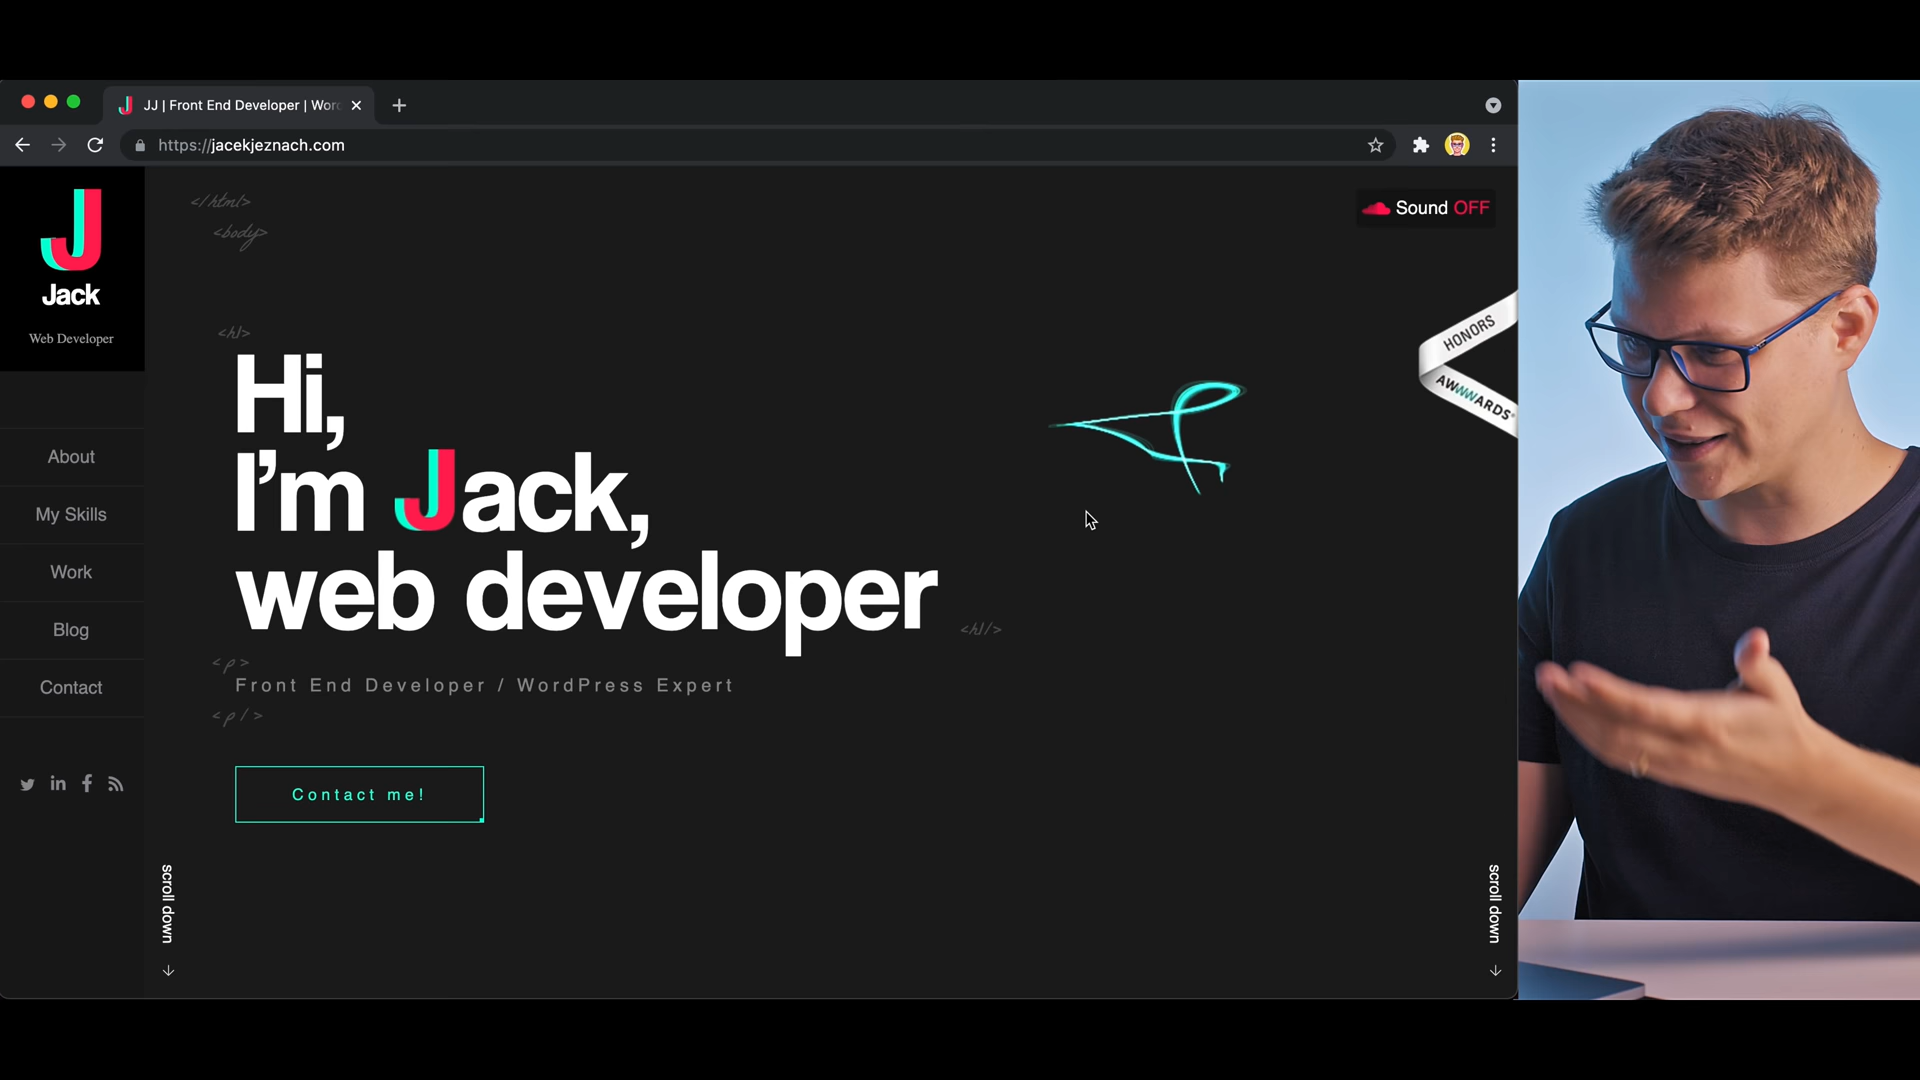 JJ | Front End Developer | Wor
https://jacekjeznach.com
Jack
Web Developer
About
My Skills
Work
Blog
Contact
</html>
<body>
Sound OFF
HONORS
AWWWARDS
<h1>
Hi,
I'm Jack,
web developer
<h1/>
<p>
Front End Developer / WordPress Expert
<p/>
Contact me!
scroll down
scroll down